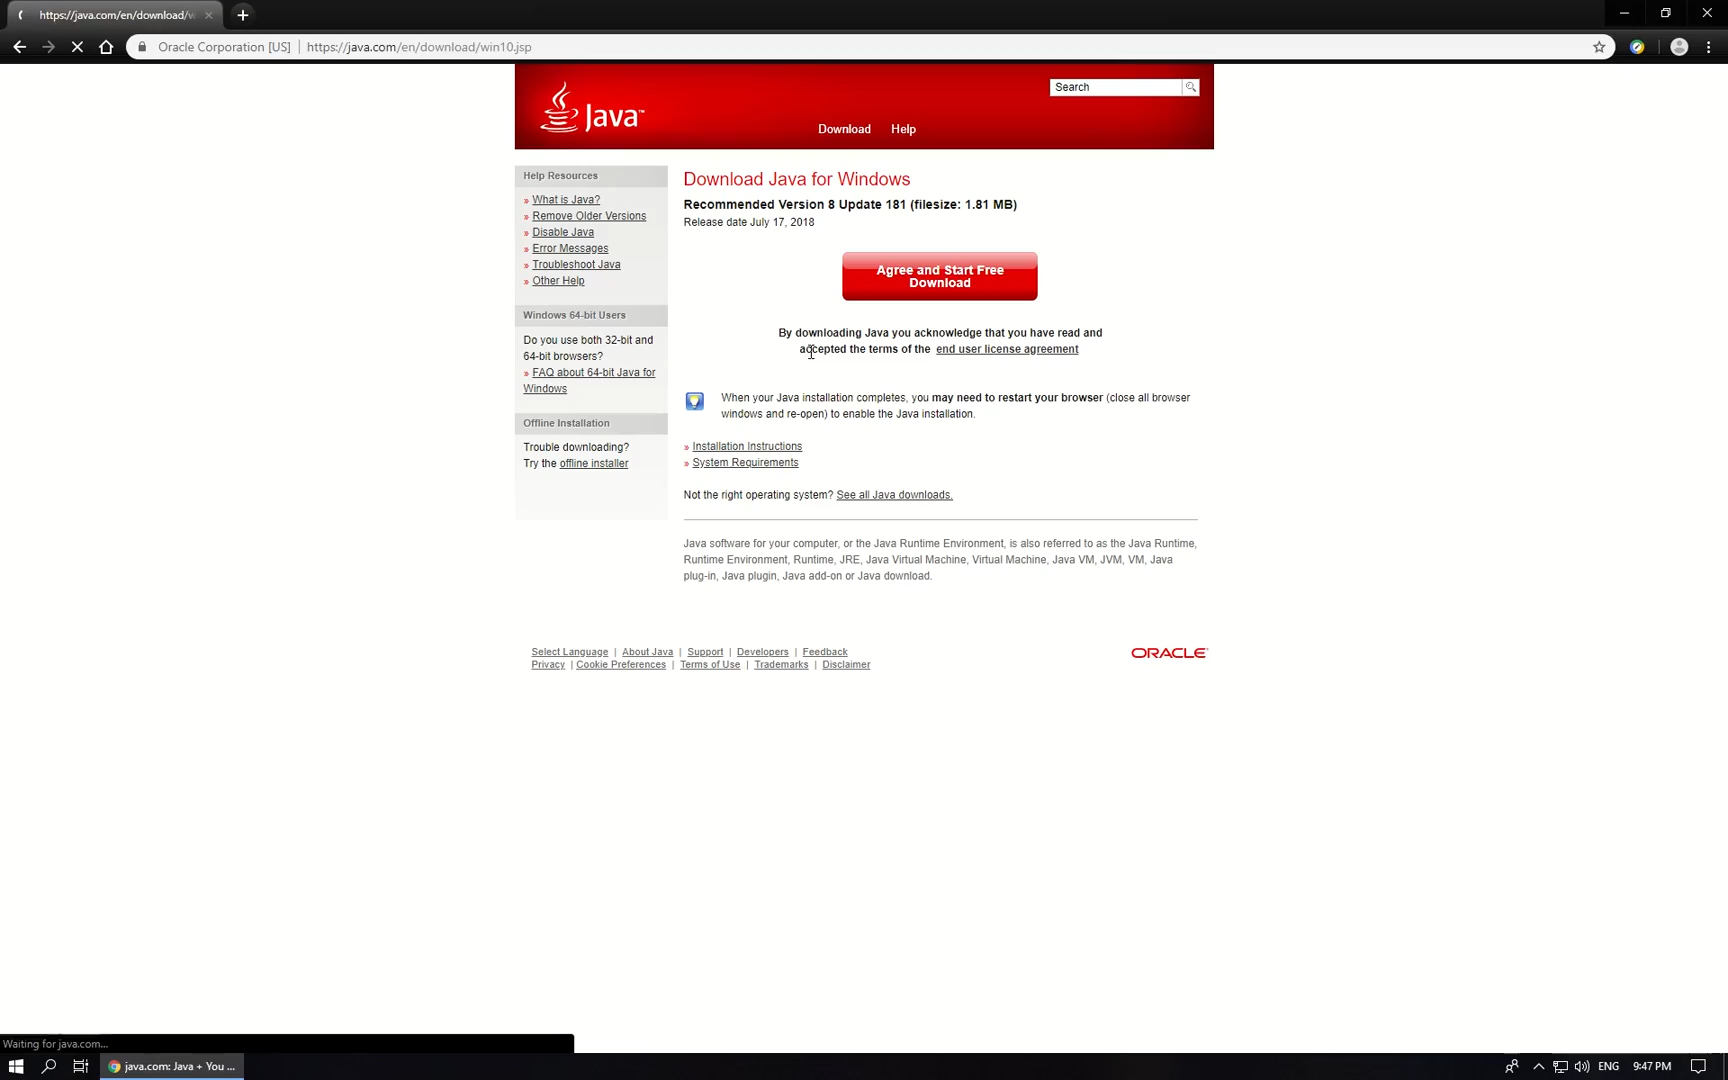 https://java.com/en/download/w
Oracle Corporation [US]
https://java.com/en/download/win10.jsp
Java™
Search
Download
Help
Help Resources
» What is Java?
» Remove Older Versions
» Disable Java
» Error Messages
» Troubleshoot Java
» Other Help
Windows 64-bit Users
Do you use both 32-bit and
64-bit browsers?
» FAQ about 64-bit Java for
Windows
Offline Installation
Trouble downloading?
Try the offline installer
Download Java for Windows
Recommended Version 8 Update 181 (filesize: 1.81 MB)
Release date July 17, 2018
Agree and Start Free
Download
By downloading Java you acknowledge that you have read and
accepted the terms of the end user license agreement
When your Java installation completes, you may need to restart your browser (close all browser
windows and re-open) to enable the Java installation.
» Installation Instructions
» System Requirements
Not the right operating system? See all Java downloads.
Java software for your computer, or the Java Runtime Environment, is also referred to as the Java Runtime,
Runtime Environment, Runtime, JRE, Java Virtual Machine, Virtual Machine, Java VM, JVM, VM, Java
plug-in, Java plugin, Java add-on or Java download.
Select Language | About Java | Support | Developers | Feedback
Privacy | Cookie Preferences | Terms of Use | Trademarks | Disclaimer
ORACLE
Waiting for java.com...
java.com: Java + You ...
ENG
9:47 PM